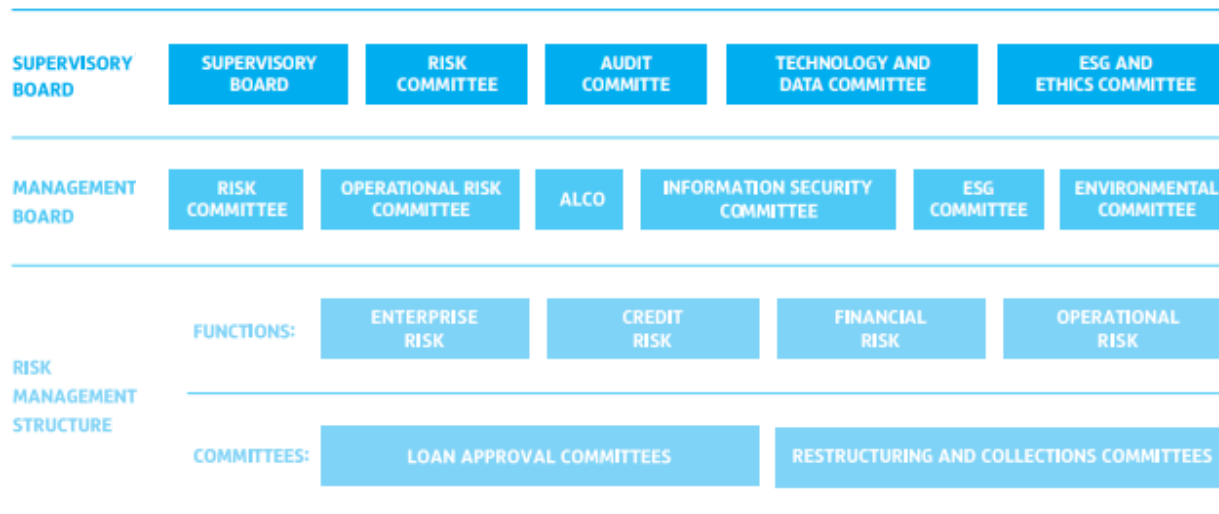 SUPERVISORY
BOARD
SUPERVISORY
BOARD
RISK
COMMITTEE
AUDIT
COMMITTE
TECHNOLOGY AND
DATA COMMITTEE
ESG AND
ETHICS COMMITTEE
MANAGEMENT
BOARD
RISK
COMMITTEE
OPERATIONAL RISK
COMMITTEE
ALCO
INFORMATION SECURITY
COMMITTEE
ESG
COMMITTEE
ENVIRONMENTAL
COMMITTEE
RISK
MANAGEMENT
STRUCTURE
FUNCTIONS:
ENTERPRISE
RISK
CREDIT
RISK
FINANCIAL
RISK
OPERATIONAL
RISK
COMMITTEES:
LOAN APPROVAL COMMITTEES
RESTRUCTURING AND COLLECTIONS COMMITTEES